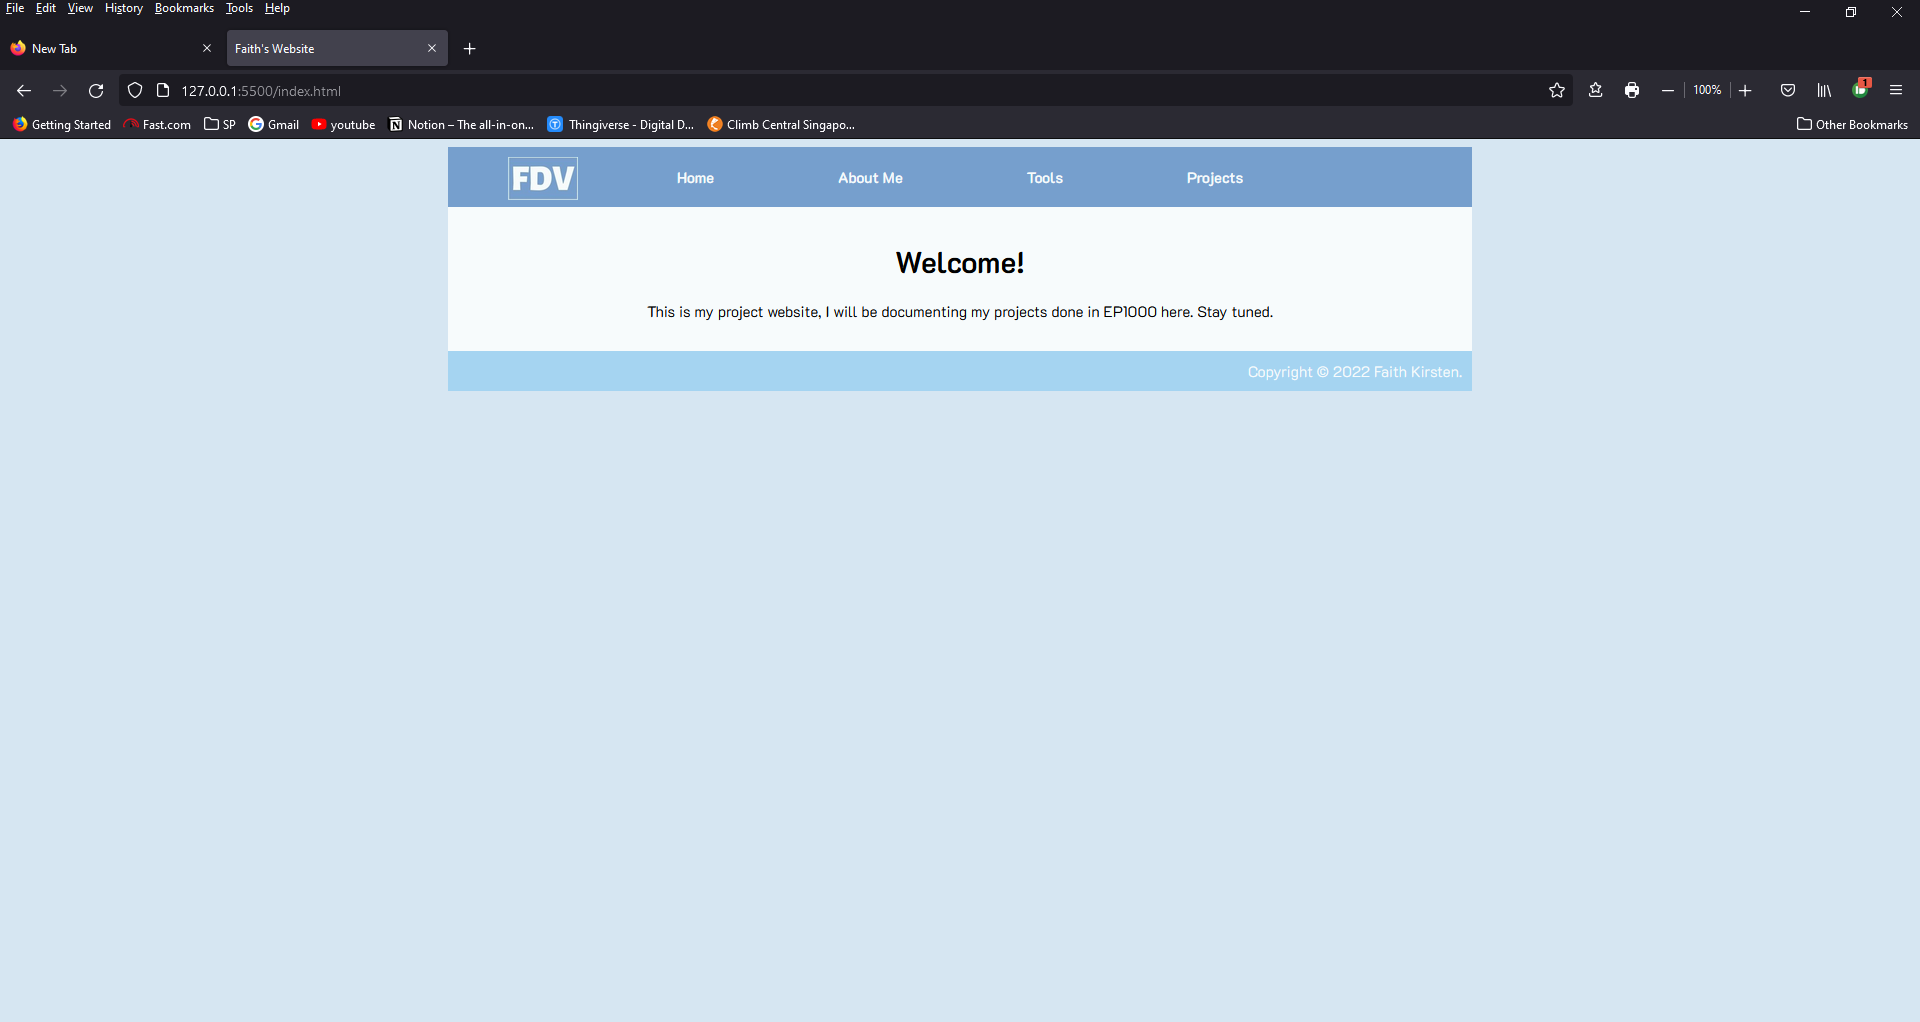 File Edit View History Bookmarks Tools Help
New Tab
Faith's Website
127.0.0.1:5500/index.html
100%
1
Getting Started Fast.com SP Gmail youtube Notion – The all-in-on... Thingiverse - Digital D... Climb Central Singapo... Other Bookmarks
FDV Home About Me Tools Projects
Welcome!
This is my project website, I will be documenting my projects done in EP1000 here. Stay tuned.
Copyright © 2022 Faith Kirsten.